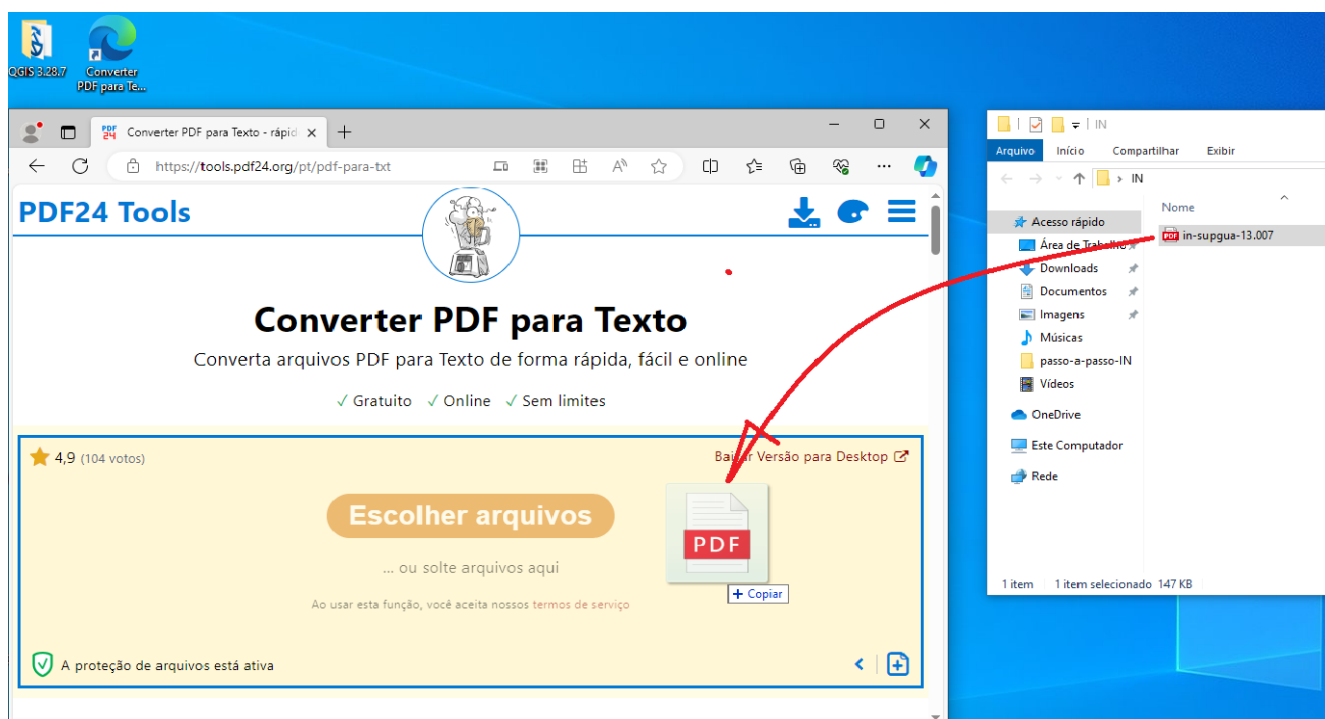 QGIS 3.28.7
Converter
PDF para Te...
PDF24
Converter PDF para Texto - rápid
https://tools.pdf24.org/pt/pdf-para-txt
PDF24 Tools
Converter PDF para Texto
Converta arquivos PDF para Texto de forma rápida, fácil e online
✓ Gratuito ✓ Online ✓ Sem limites
4,9 (104 votos)
Baixar Versão para Desktop
Escolher arquivos
... ou solte arquivos aqui
Ao usar esta função, você aceita nossos termos de serviço
PDF
+ Copiar
A proteção de arquivos está ativa
IN
Arquivo Início Compartilhar Exibir
IN
Nome
in-supgua-13.007
Acesso rápido
Área de Trabalho
Downloads
Documentos
Imagens
Músicas
passo-a-passo-IN
Vídeos
OneDrive
Este Computador
Rede
1 item 1 item selecionado 147 KB